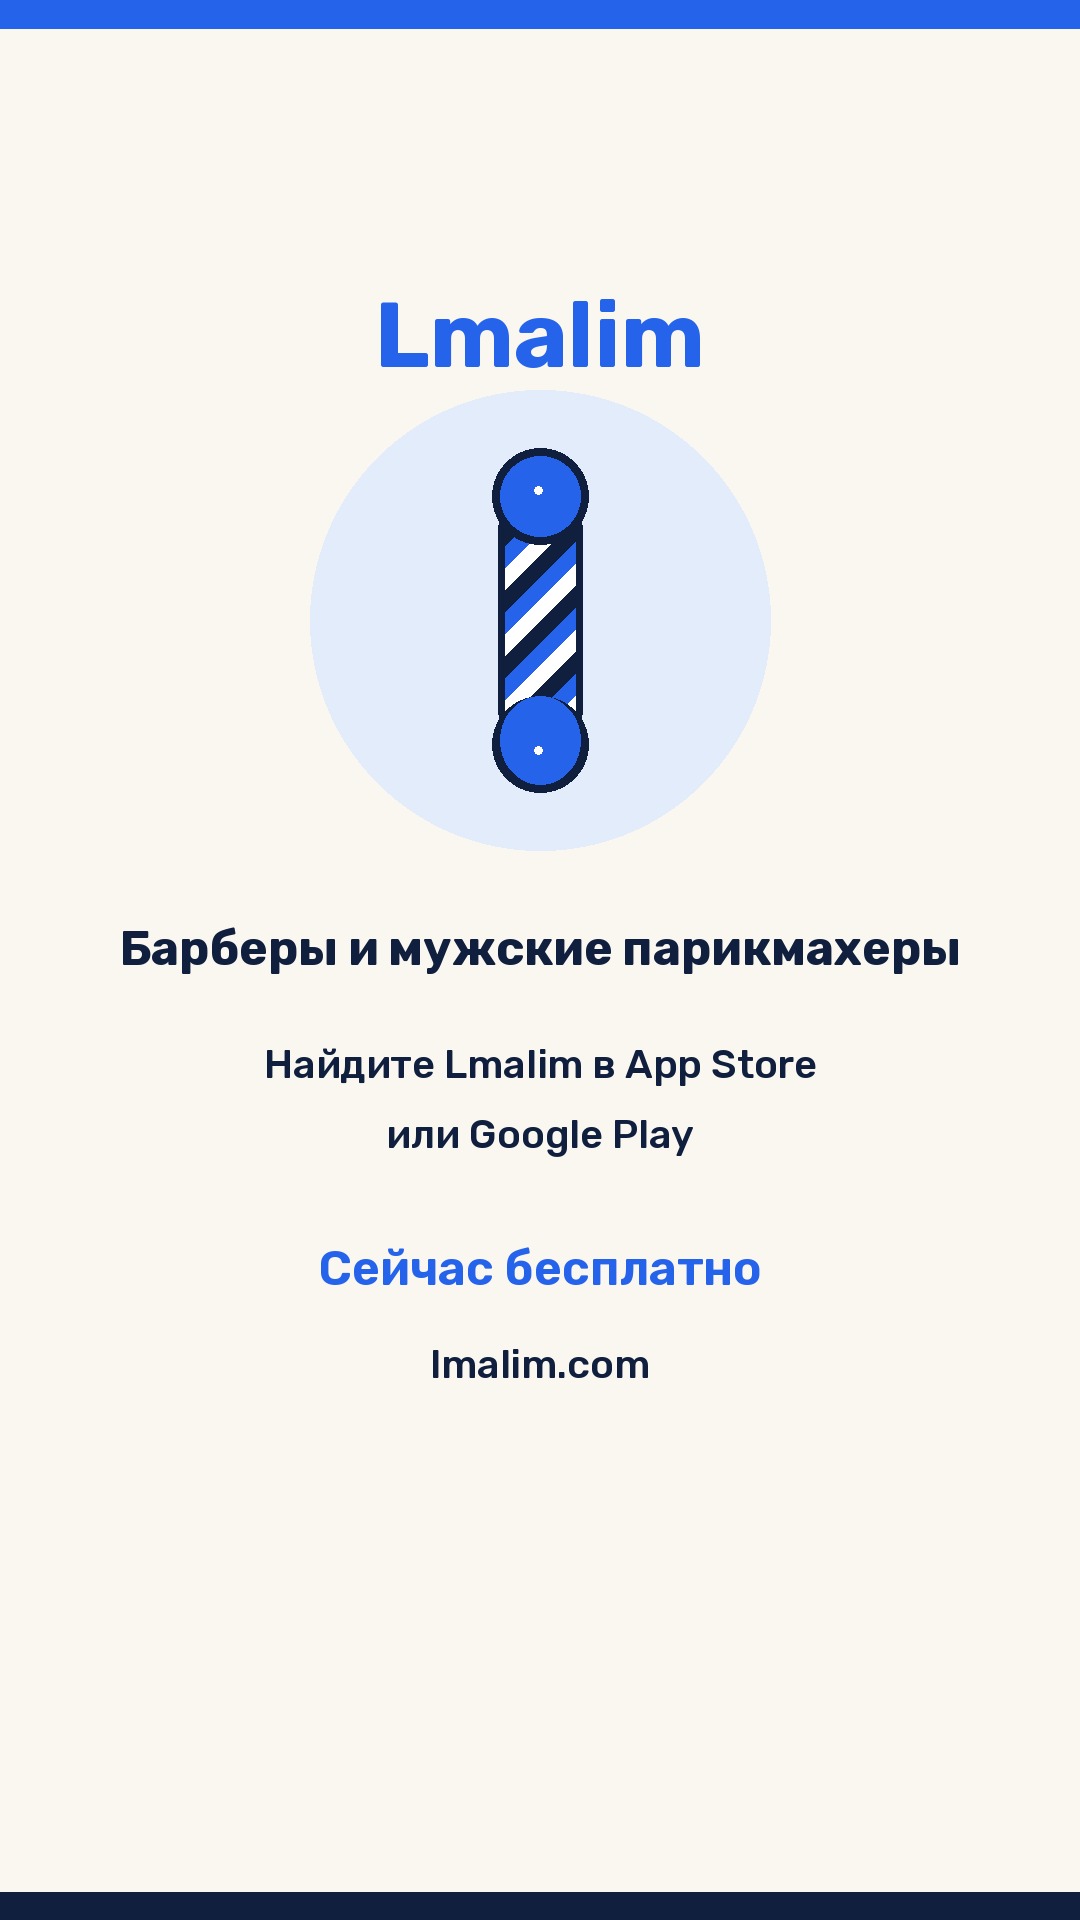 Lmalim
Барберы и мужские парикмахеры
Найдите Lmalim в App Store
или Google Play
Сейчас бесплатно
lmalim.com